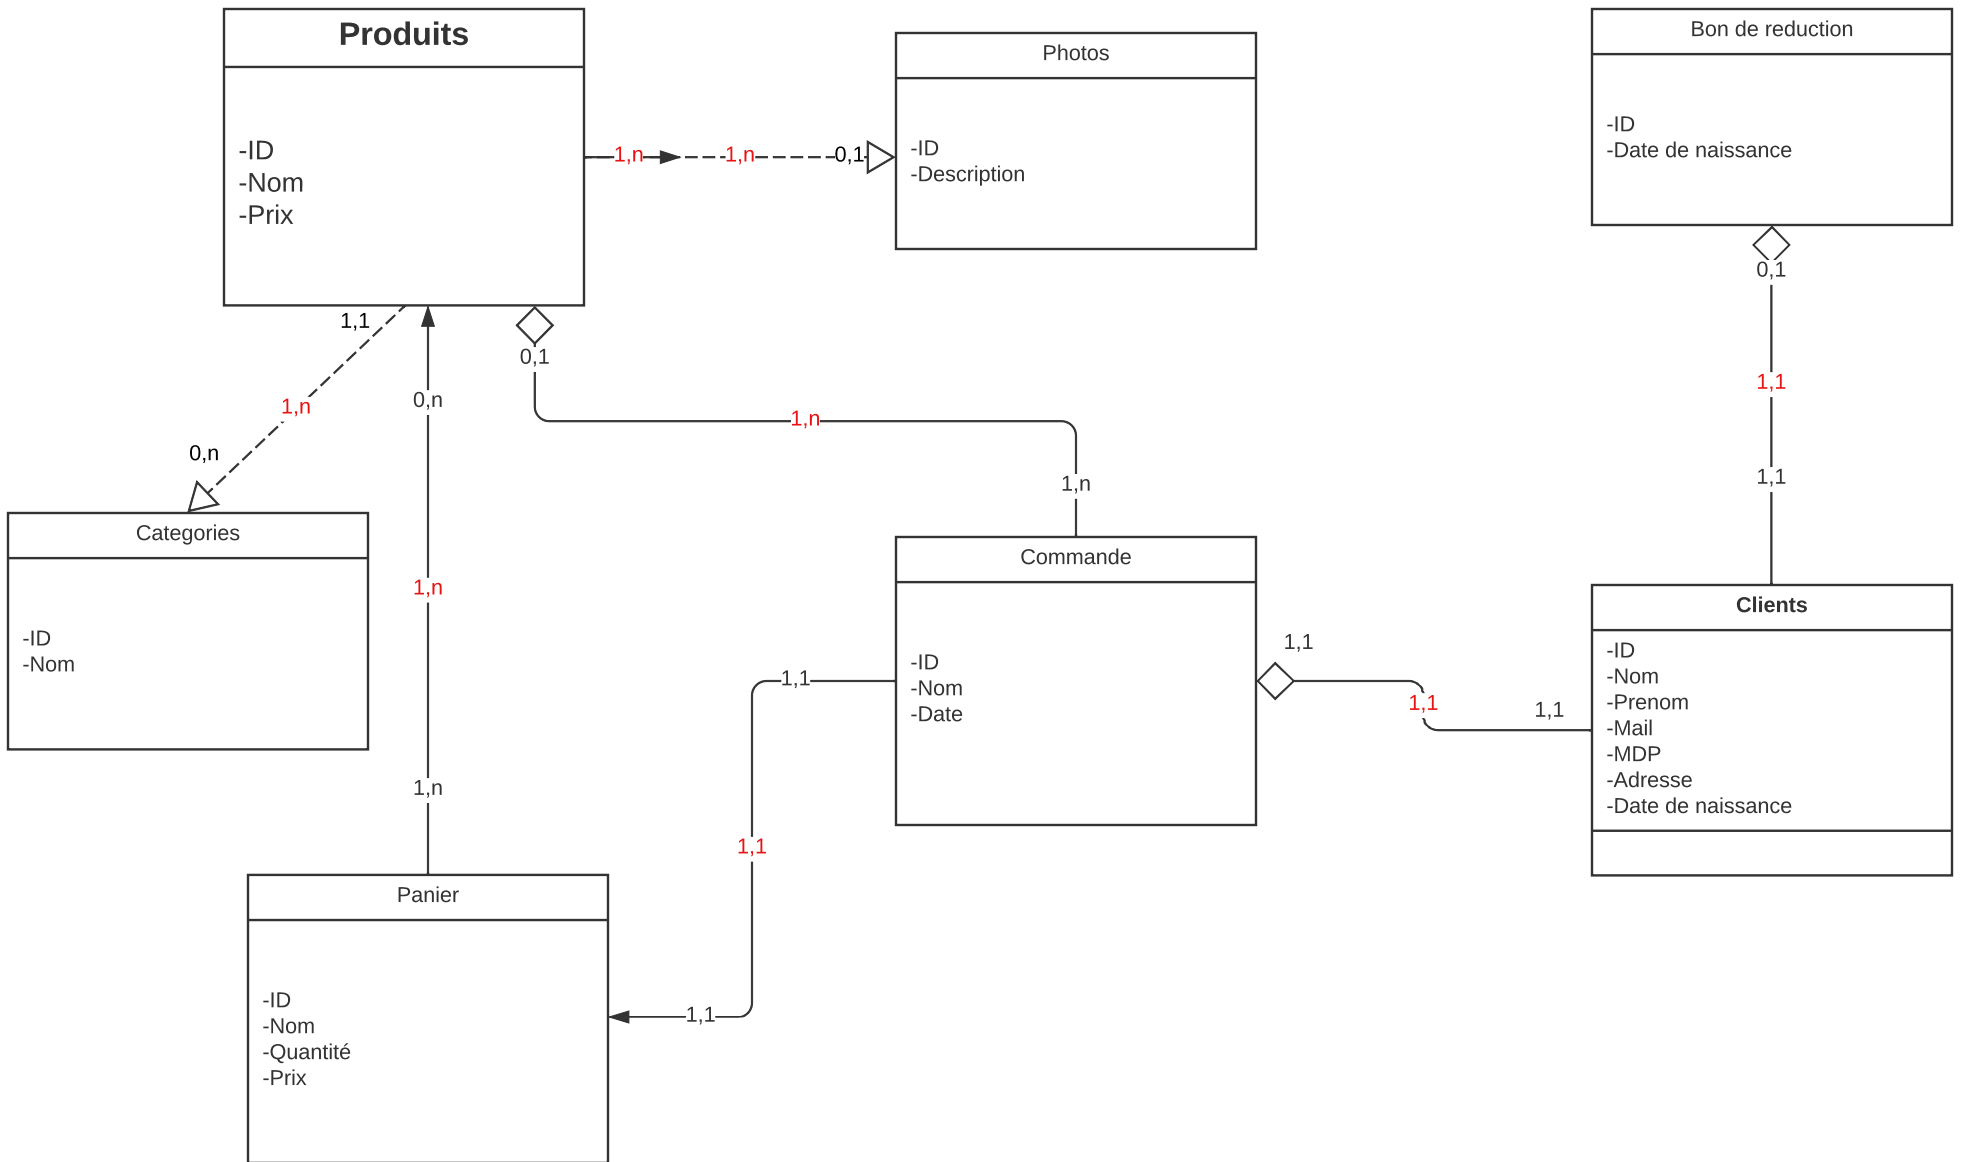 Produits
-ID
-Nom
-Prix
1,n
1,n
0,1
Photos
-ID
-Description
Bon de reduction
-ID
-Date de naissance
0,1
1,1
1,1
1,1
1,n
0,n
0,n
1,n
1,n
0,1
1,n
1,n
Categories
-ID
-Nom
Commande
-ID
-Nom
-Date
1,1
1,1
1,1
Clients
-ID
-Nom
-Prenom
-Mail
-MDP
-Adresse
-Date de naissance
1,1
1,1
1,1
Panier
-ID
-Nom
-Quantité
-Prix